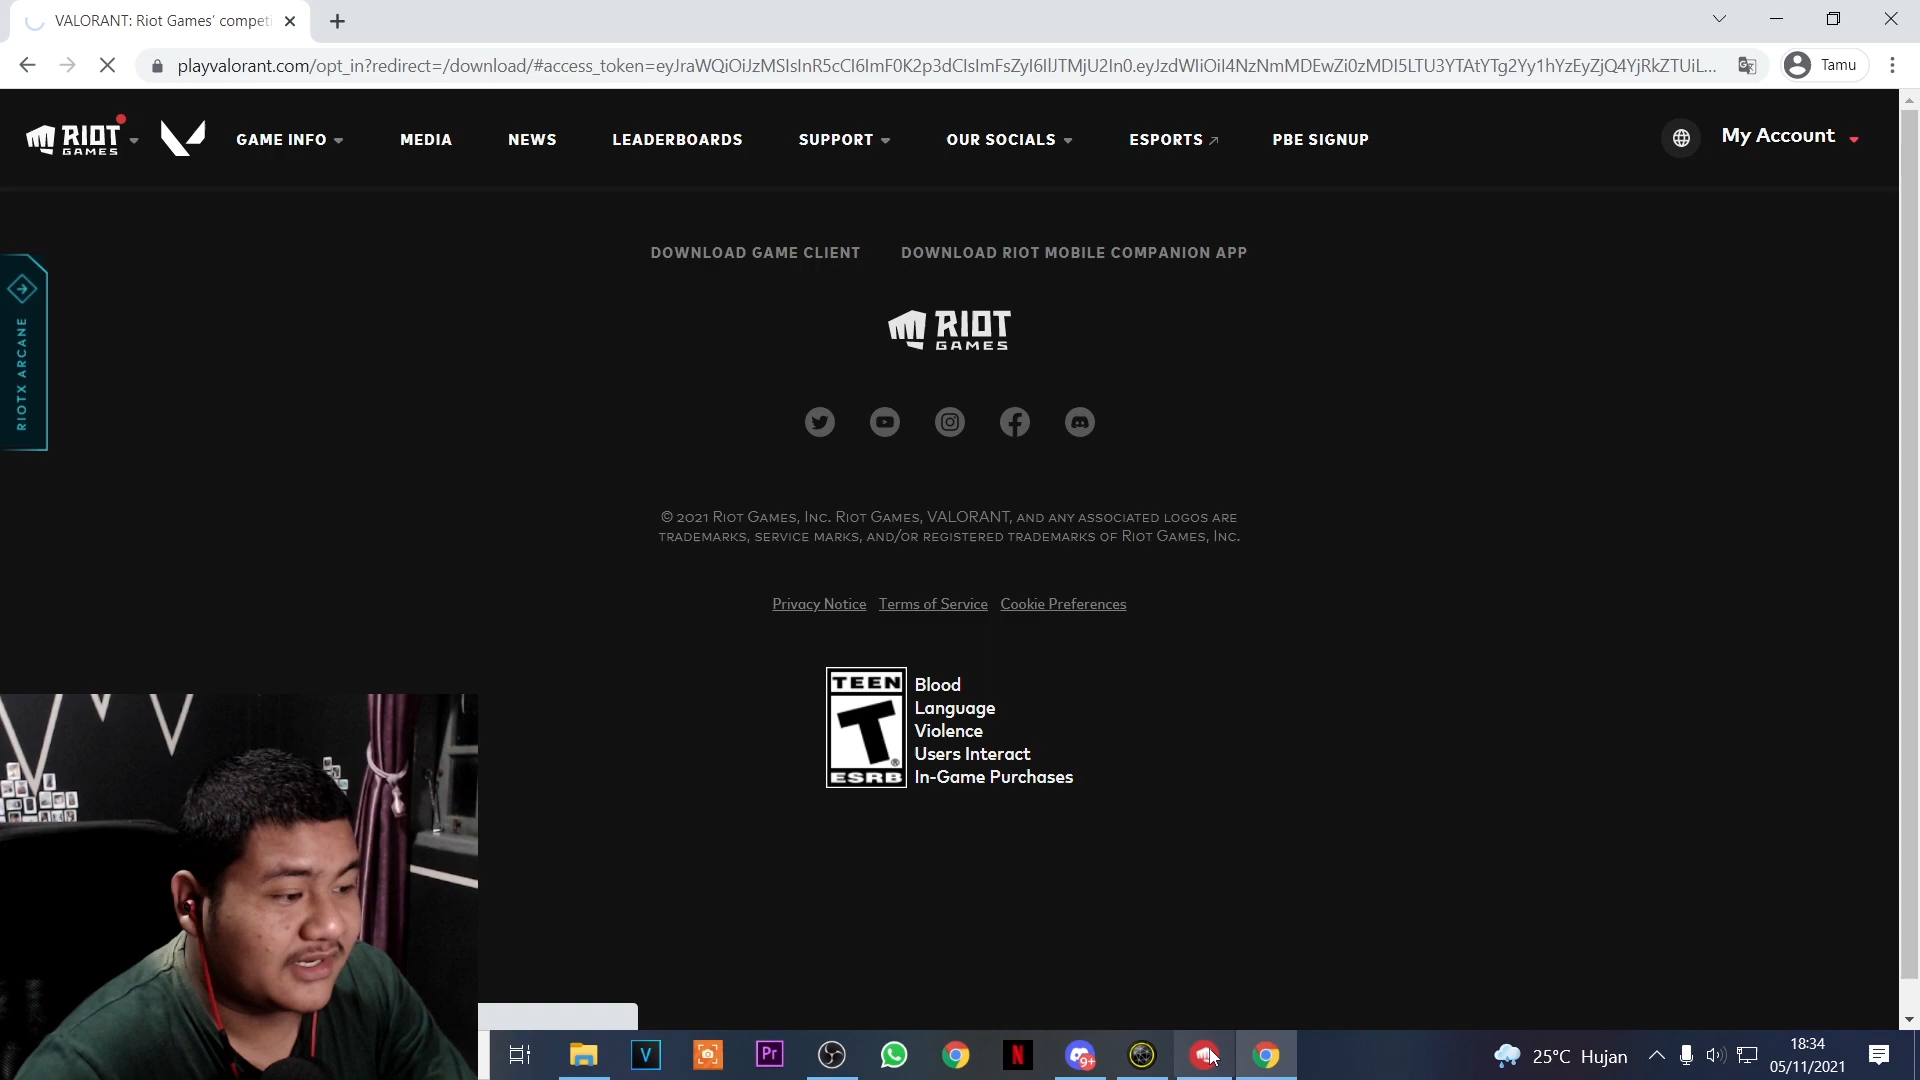 VALORANT: Riot Games' competi
playvalorant.com/opt_in?redirect=/download/#access_token=eyJraWQiOiJzMSIsInR5cCI6ImF0K2p3dCIsImFsZyI6IlJTMjU2In0.eyJzdWIiOiI4NzNmMDEwZi0zMDI5LTU3YTAtYTg2Yy1hYzEyZjQ4YjRkZTUiL...
Tamu
RIOT GAMES
GAME INFO
MEDIA
NEWS
LEADERBOARDS
SUPPORT
OUR SOCIALS
ESPORTS
PBE SIGNUP
My Account
RIOTX ARCANE
DOWNLOAD GAME CLIENT
DOWNLOAD RIOT MOBILE COMPANION APP
RIOT
GAMES
© 2021 RIOT GAMES, INC. RIOT GAMES, VALORANT, AND ANY ASSOCIATED LOGOS ARE
TRADEMARKS, SERVICE MARKS, AND/OR REGISTERED TRADEMARKS OF RIOT GAMES, INC.
Privacy Notice Terms of Service Cookie Preferences
TEEN
T
ESRB
Blood
Language
Violence
Users Interact
In-Game Purchases
V
Pr
N
9+
25°C Hujan
18:34
05/11/2021